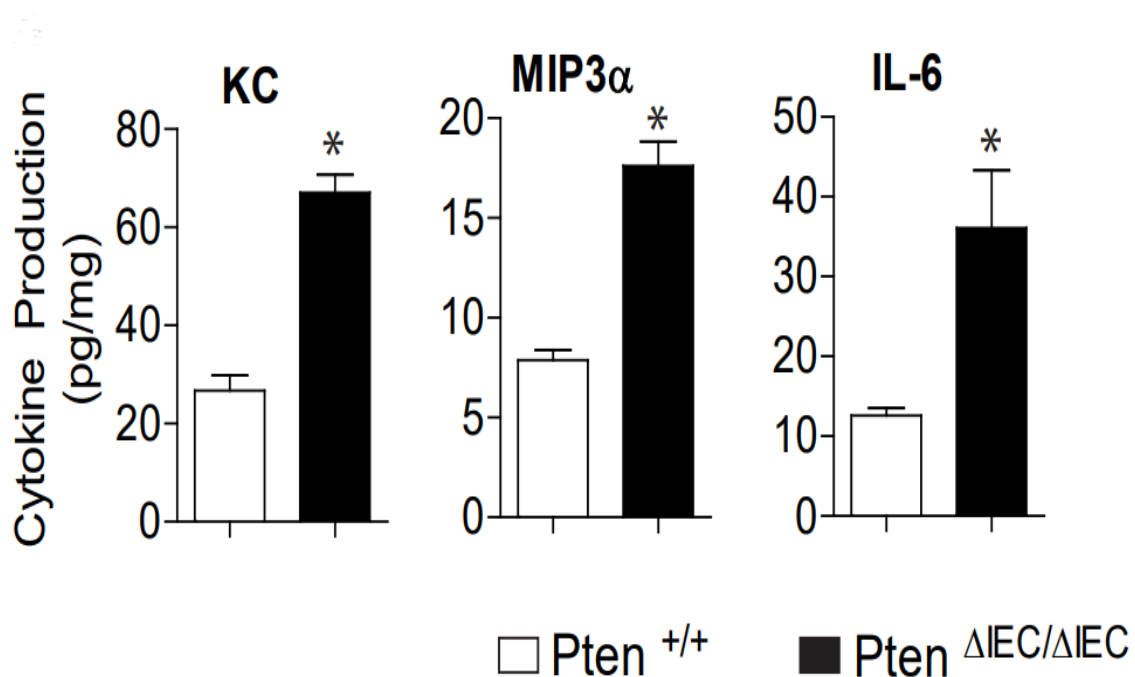 KC
MIP3α
IL-6
Cytokine Production
(pg/mg)
80
60
40
20
0
*
20
15
10
5
0
*
50
40
30
20
10
0
*
Pten +/+
Pten ΔIEC/ΔIEC